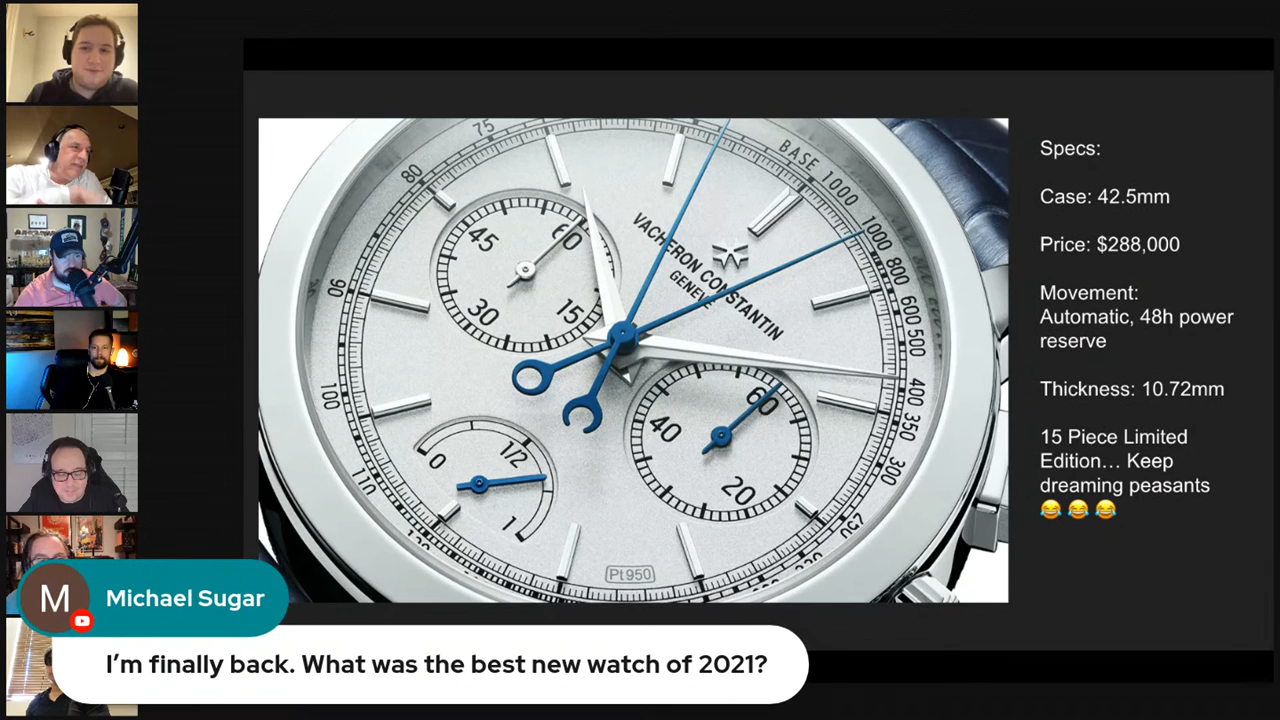 75
80
90
100
110
120
BASE 1000
1000
800
600
500
400
350
300
250
45
60
30
15
VACHERON CONSTANTIN
GENEVE
60
40
20
0
1/2
1
Pt950
Specs:
Case: 42.5mm
Price: $288,000
Movement:
Automatic, 48h power
reserve
Thickness: 10.72mm
15 Piece Limited
Edition… Keep
dreaming peasants
😂 😂 😂
M
Michael Sugar
I’m finally back. What was the best new watch of 2021?